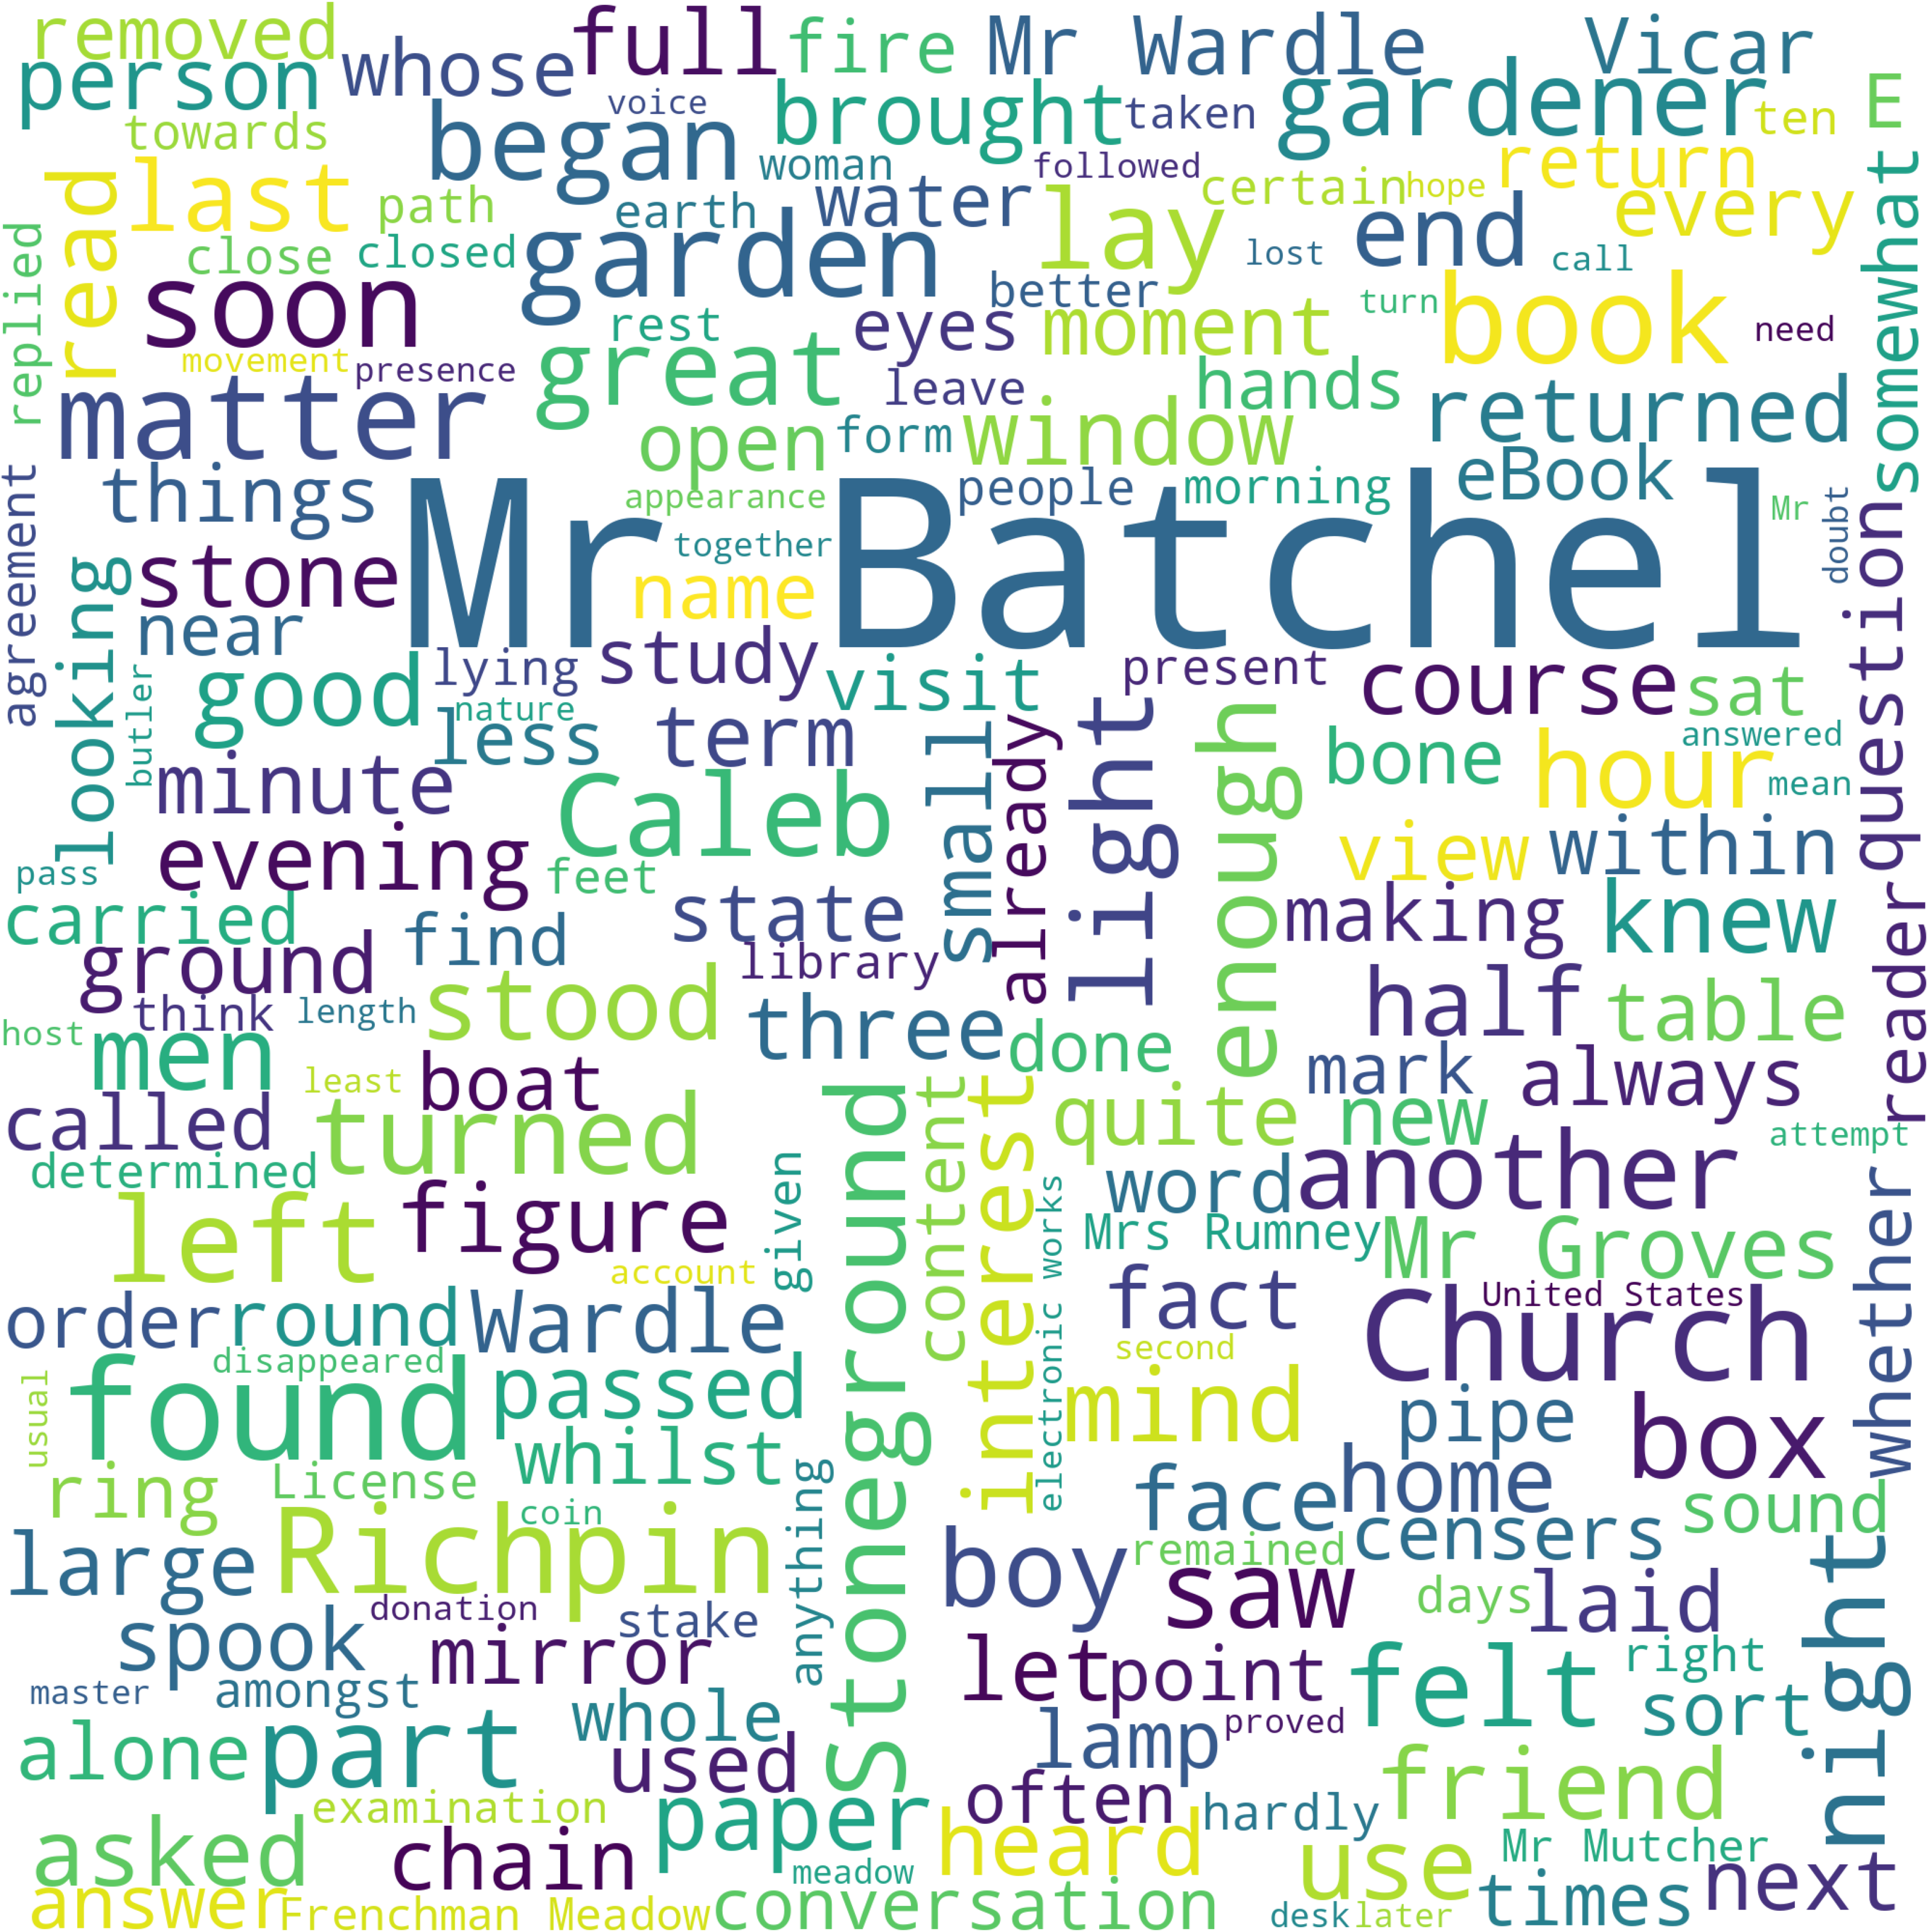 removed
full
fire
Mr Wardle
Vicar
person
whose
voice
brought
taken
gardener
ten
E
towards
began
woman
followed
return
read
last
path
earth
water
lay
certain
hope
every
somewhat
replied
close
closed
garden
end
lost
call
soon
rest
better
eyes
moment
turn
book
need
movement
presence
great
leave
hands
matter
open
form
window
returned
appearance
people
morning
eBook
Mr
agreement
things
Mr Batchel
doubt
question
looking
stone
together
name
near
study
lying
visit
present
course
sat
butler
good
nature
less
term
small
already
light
enough
bone
hour
answered
mean
minute
Caleb
view
within
pass
evening
feet
state
making
knew
reader
carried
find
library
ground
think
length
stood
three
half
table
host
men
least
boat
done
mark
always
called
turned
Stoneground
content
interest
quite
new
attempt
determined
given
word
another
whether
left
figure
electronic works
Mrs Rumney
Mr Groves
account
order
round
Wardle
fact
United States
Church
disappeared
second
usual
found
passed
mind
pipe
box
whilst
anything
ring
License
coin
face
home
sound
large
Richpin
boy
remained
censers
night
donation
stake
saw
days
laid
spook
mirror
let
point
felt
right
master
amongst
whole
lamp
proved
sort
alone
part
used
often
friend
examination
paper
hardly
asked
chain
meadow
heard
use
Mr Mutcher
answer
Frenchman Meadow
conversation
desk
later
times
next